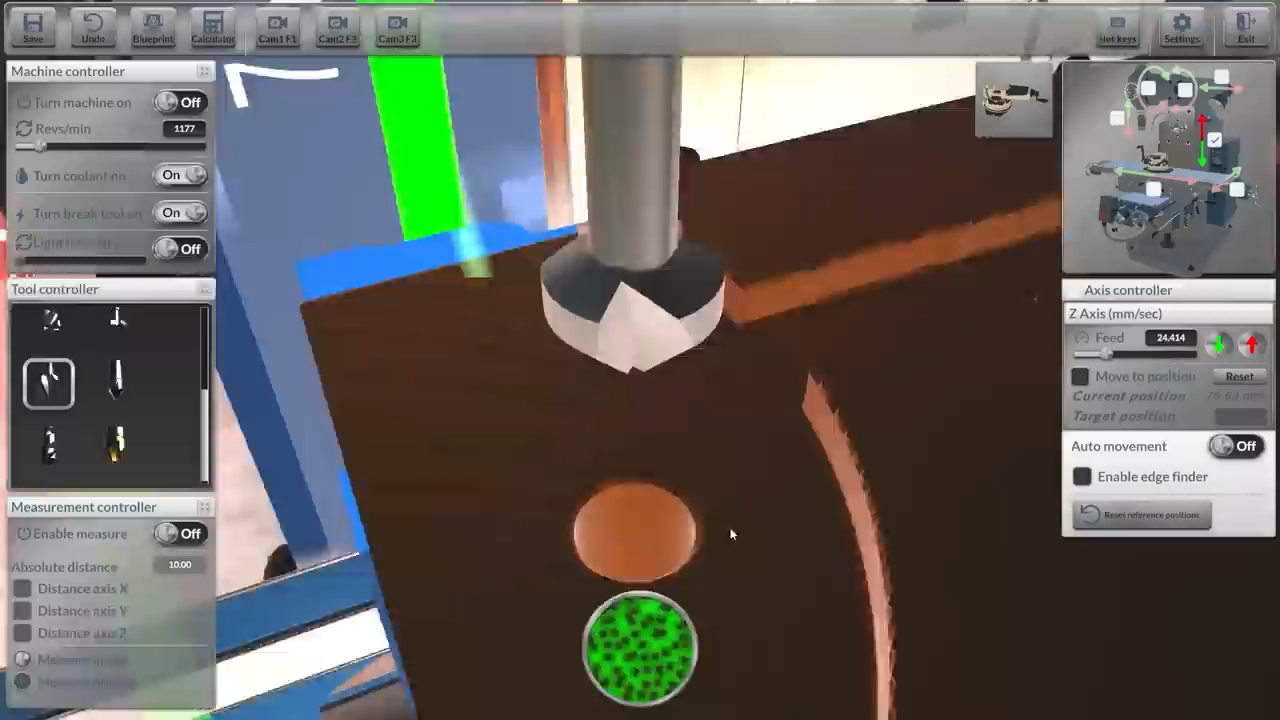 Save Undo Blueprint Calculator Cam1 F1 Cam2 F2 Cam3 F3 Hot keys Settings Exit
Machine controller
Turn machine on Off
Revs/min 1177
Turn coolant on On
Turn break tool on On
Off
Tool controller
Measurement controller
Enable measure Off
Absolute distance 10.00
Distance axis X
Distance axis Y
Distance axis Z
Axis controller
Z Axis (mm/sec)
Feed 24,414
Move to position Reset
Current position
Target position
Auto movement Off
Enable edge finder
Reset reference positions